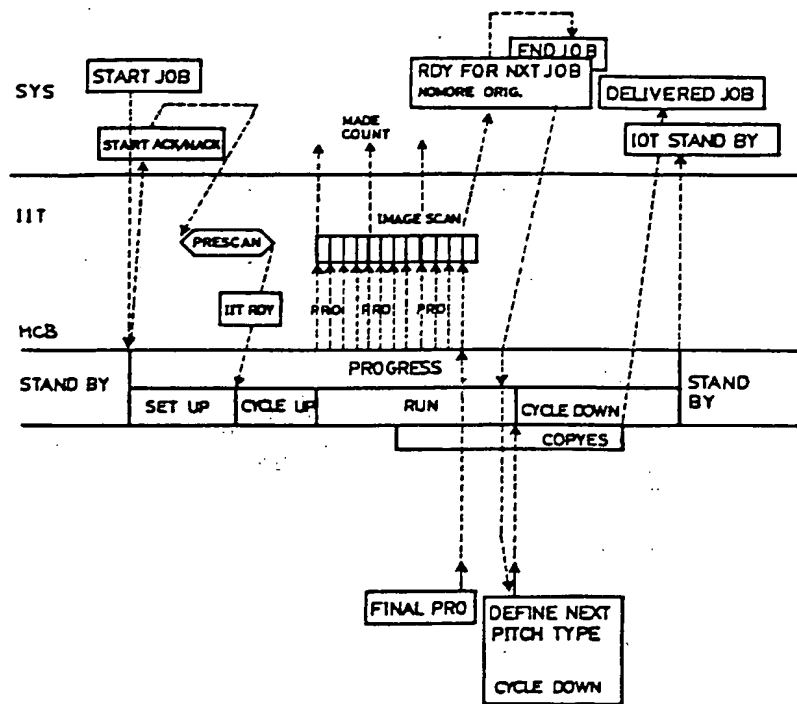 END JOB
RDY FOR NXT JOB
NOMORE ORIG.
START JOB
SYS
DELIVERED JOB
MADE
COUNT
START ACK/NACK
IOT STAND BY
IIT
IMAGE SCAN
PRESCAN
IIT RDY
PRO
PRO
PRO
MCB
PROGRESS
STAND BY
STAND
BY
SET UP
CYCLE UP
RUN
CYCLE DOWN
COPYES
FINAL PRO
DEFINE NEXT
PITCH TYPE
CYCLE DOWN